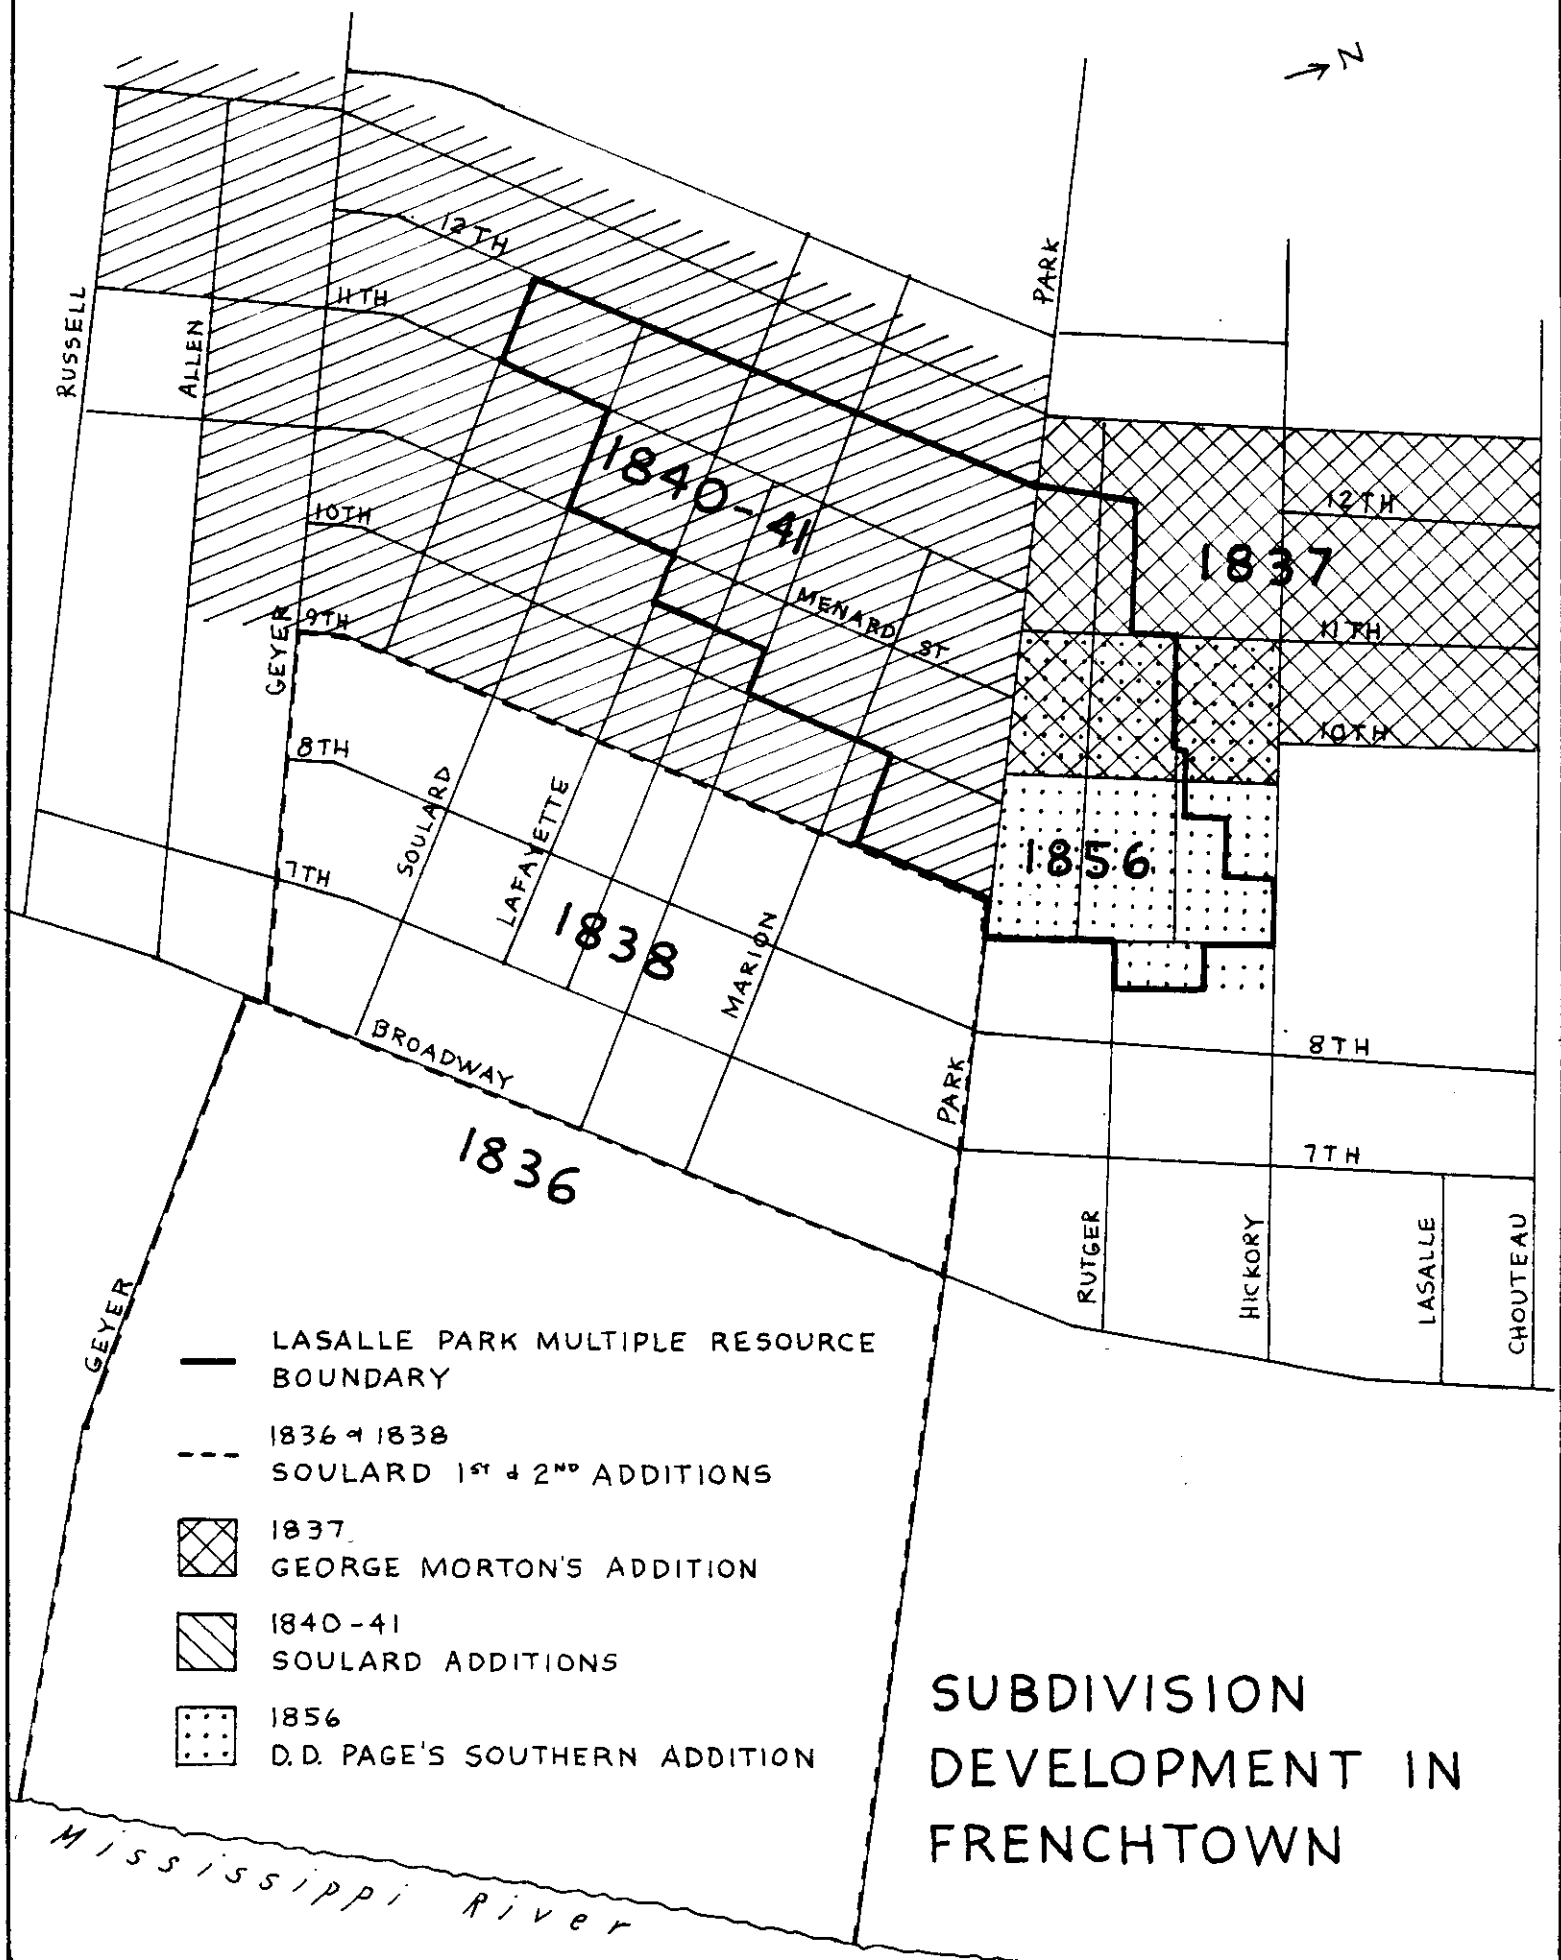 N
12TH
PARK
11TH
RUSSELL
ALLEN
1840-41
12TH
10TH
1837
MENARD ST
9TH
11TH
GEYER
10TH
8TH
SOULARD
LAFAYETTE
1856
7TH
1838
MARION
BROADWAY
8TH
PARK
1836
7TH
RUTGER
HICKORY
LASALLE
CHOUTEAU
GEYER
LASALLE PARK MULTIPLE RESOURCE
BOUNDARY
1836 & 1838
SOULARD 1ST & 2ND ADDITIONS
1837
GEORGE MORTON'S ADDITION
1840-41
SOULARD ADDITIONS
1856
D.D. PAGE'S SOUTHERN ADDITION
SUBDIVISION
DEVELOPMENT IN
FRENCHTOWN
Mississippi River